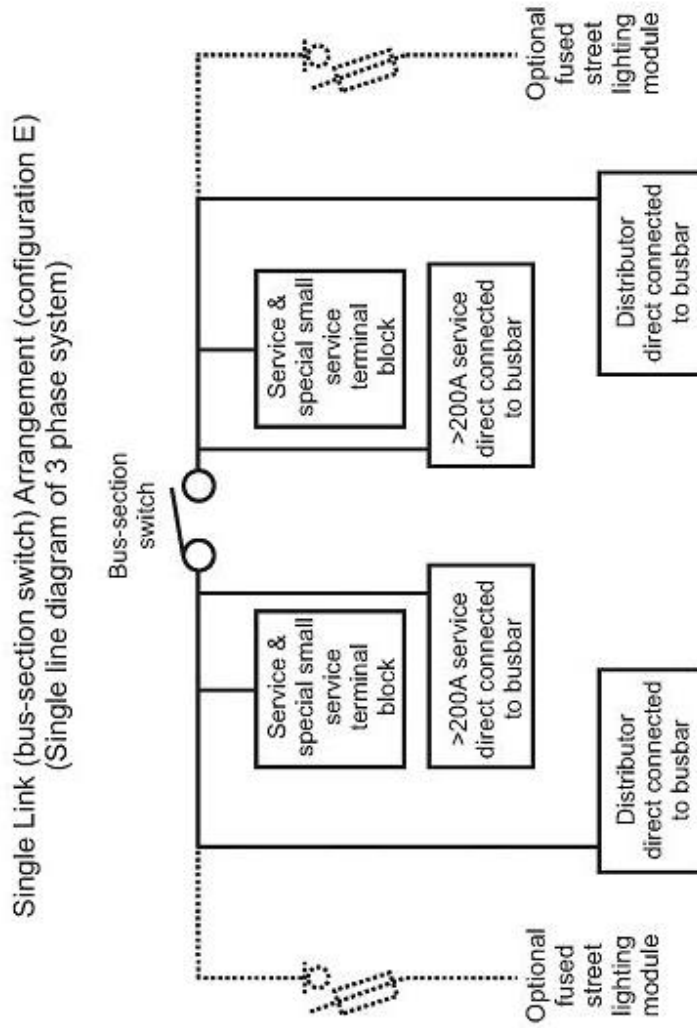 Single Link (bus-section switch) Arrangement (configuration E)
(Single line diagram of 3 phase system)
Bus-section
switch
Service &
special small
service
terminal
block
>200A service
direct connected
to busbar
Distributor
direct connected
to busbar
Optional
fused
street
lighting
module
Service &
special small
service
terminal
block
>200A service
direct connected
to busbar
Distributor
direct connected
to busbar
Optional
fused
street
lighting
module